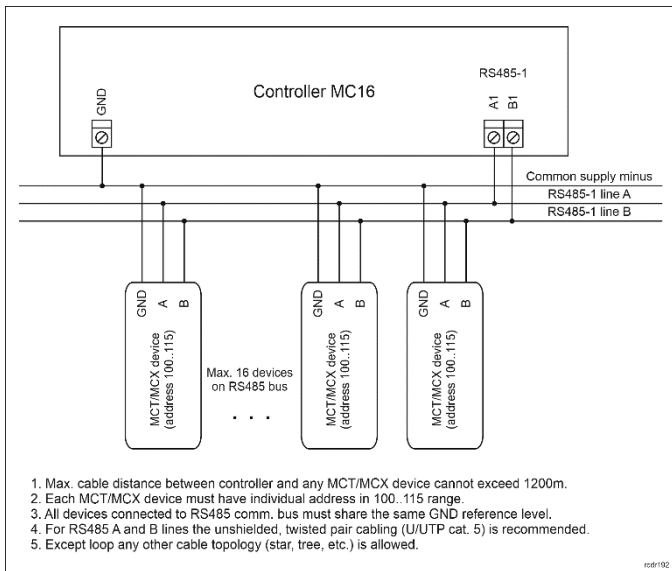 Controller MC16
RS485-1
GND
A1
B1
Common supply minus
RS485-1 line A
RS485-1 line B
GND
A
B
MCT/MCX device
(address 100..115)
Max. 16 devices
on RS485 bus
. . .
GND
A
B
MCT/MCX device
(address 100..115)
GND
A
B
MCT/MCX device
(address 100..115)
1. Max. cable distance between controller and any MCT/MCX device cannot exceed 1200m.
2. Each MCT/MCX device must have individual address in 100..115 range.
3. All devices connected to RS485 comm. bus must share the same GND reference level.
4. For RS485 A and B lines the unshielded, twisted pair cabling (U/UTP cat. 5) is recommended.
5. Except loop any other cable topology (star, tree, etc.) is allowed.
rcdr192